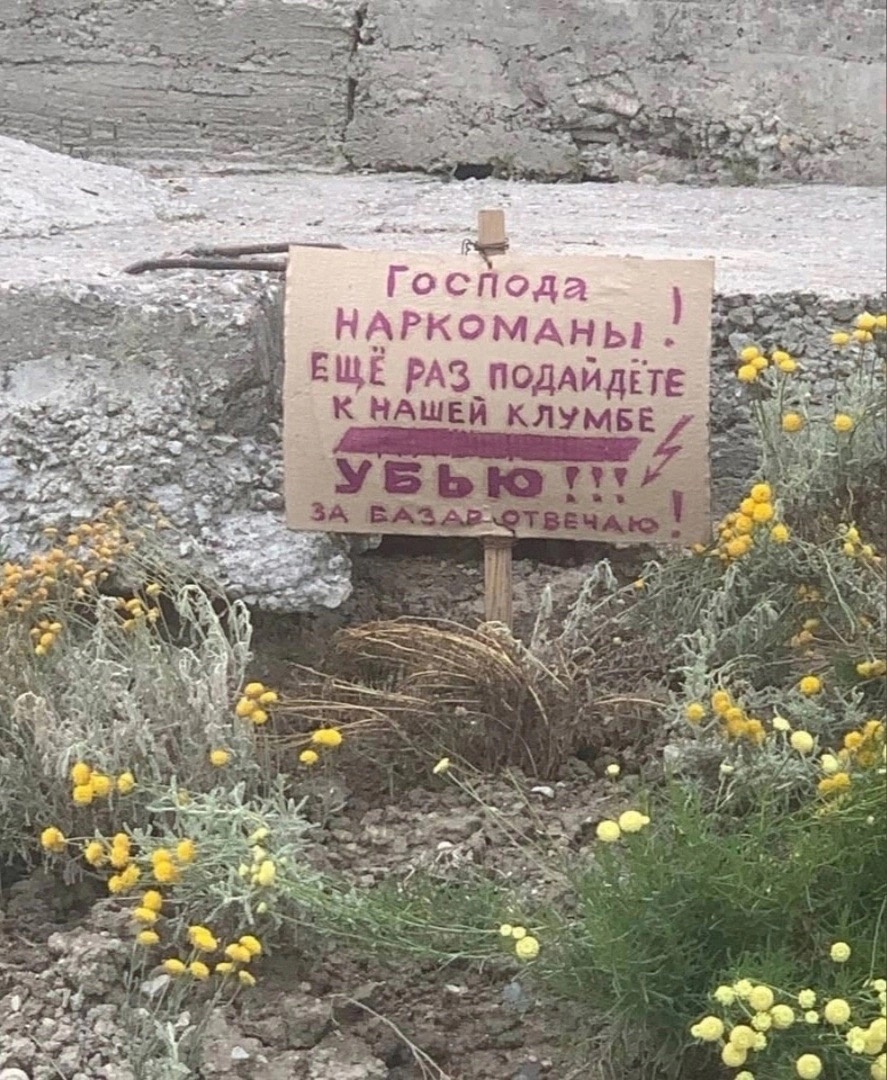 Господа
НАРКОМАНЫ !
ЕЩЁ РАЗ ПОДАЙДЁТЕ
К НАШЕЙ КЛУМБЕ
УБЬЮ !!!
ЗА БАЗАР ОТВЕЧАЮ !